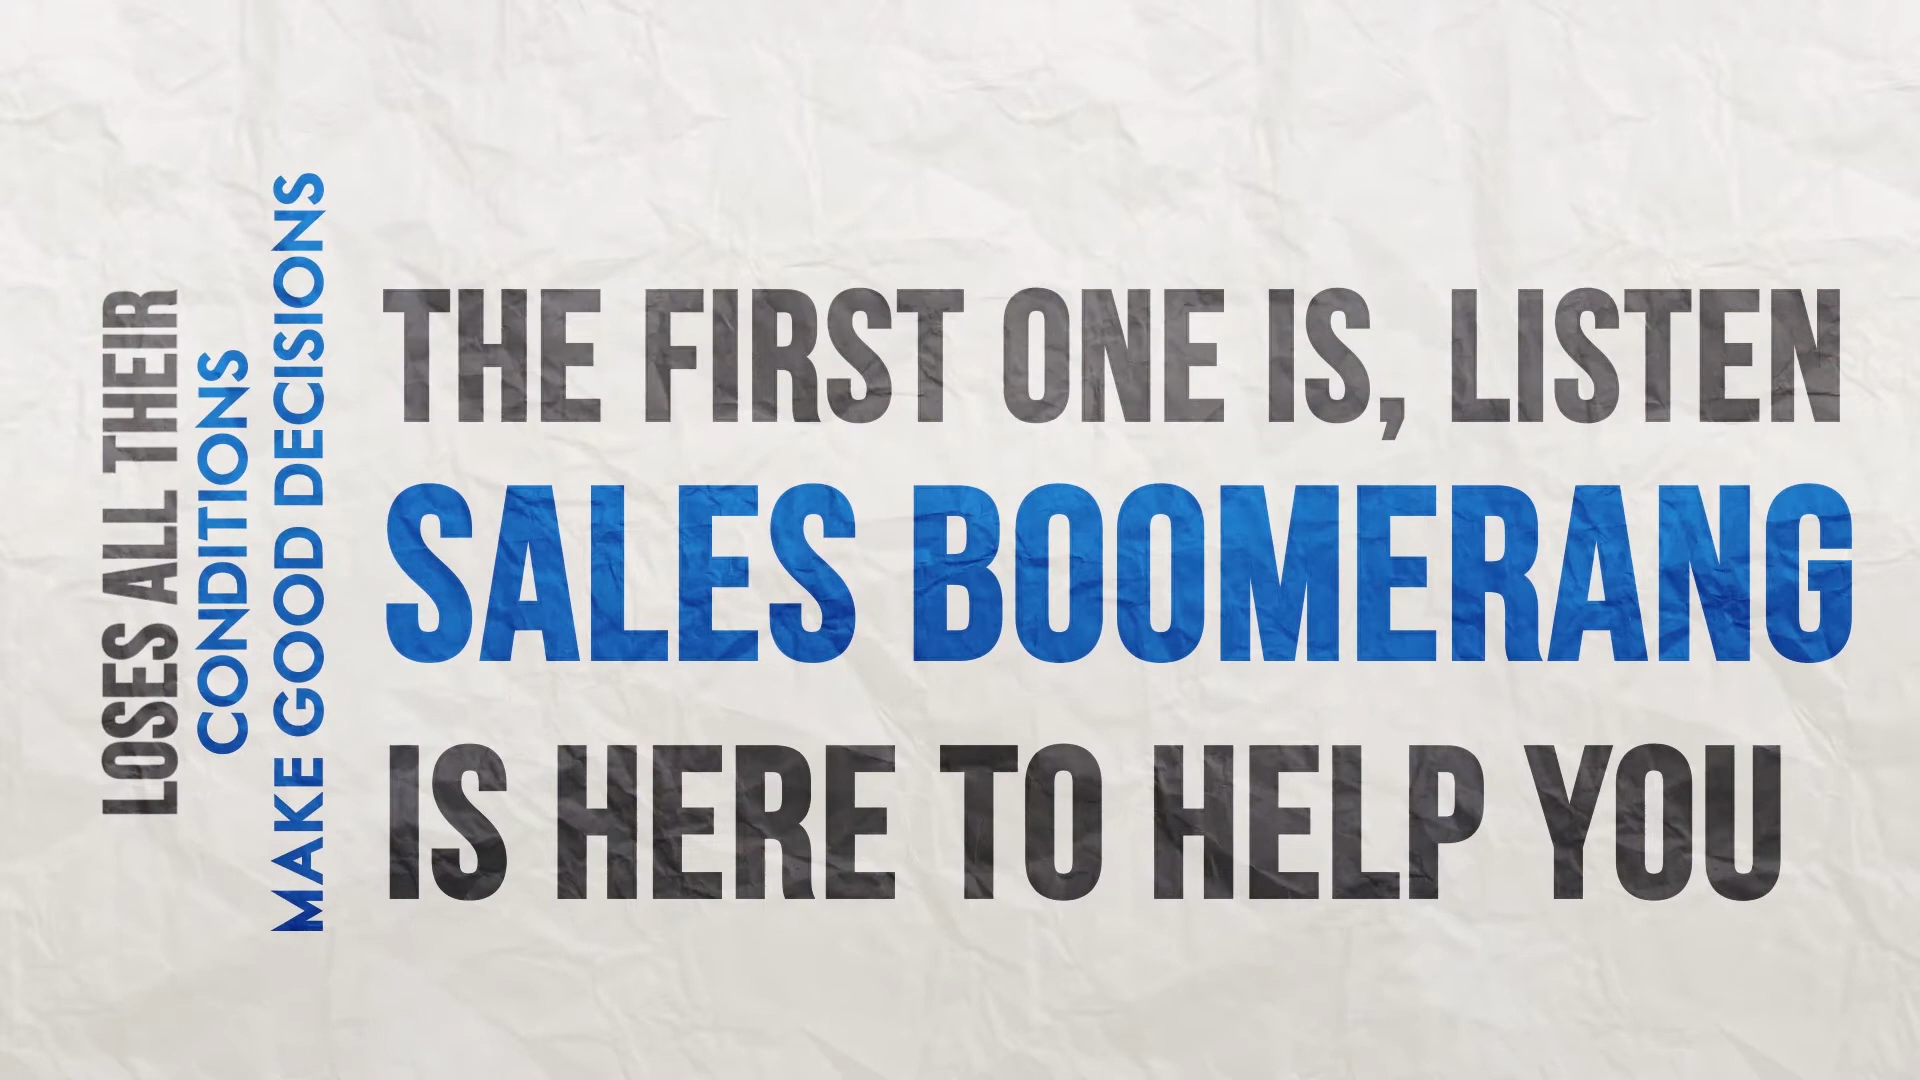 LOSES ALL THEIR
CONDITIONS
MAKE GOOD DECISIONS
THE FIRST ONE IS, LISTEN
SALES BOOMERANG
IS HERE TO HELP YOU